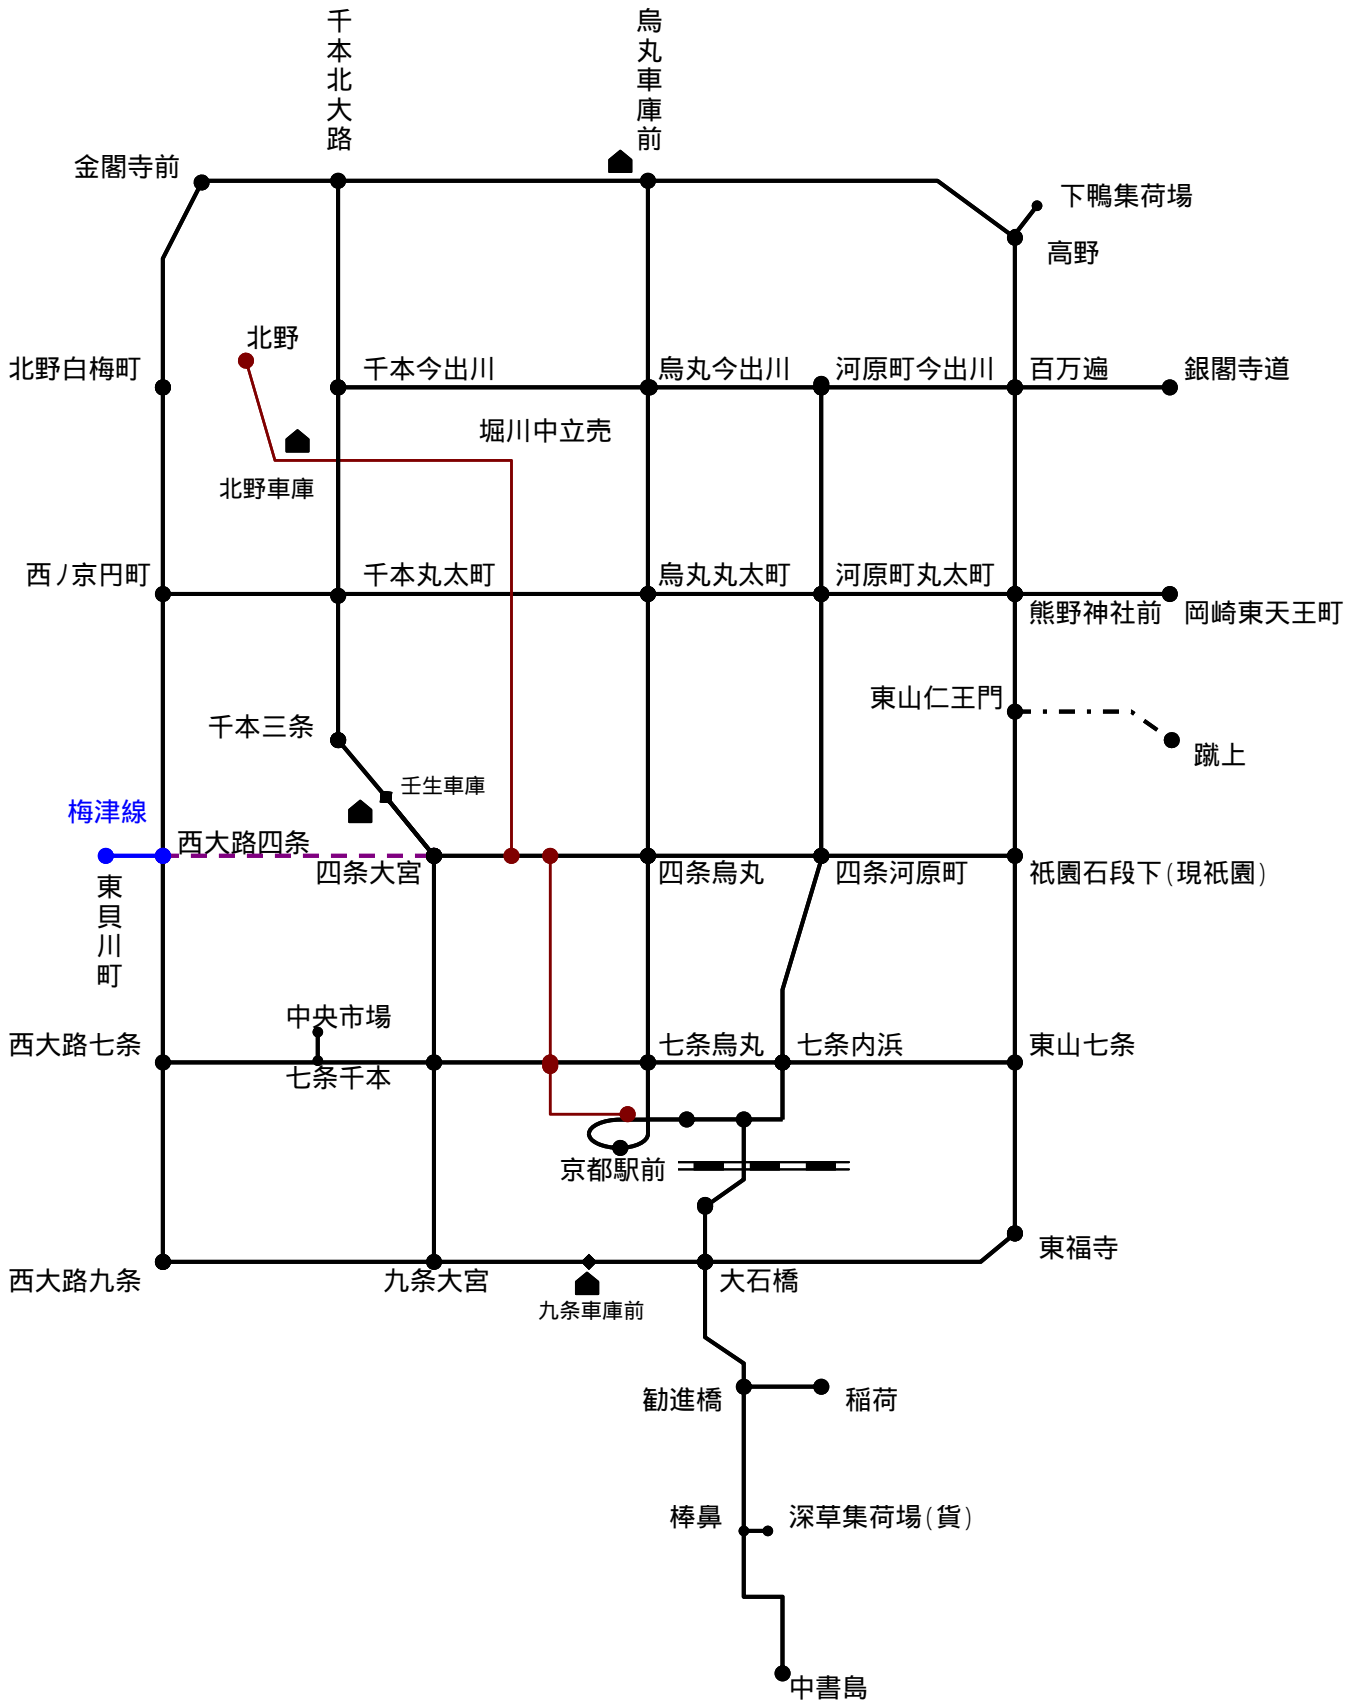 千本北大路
烏丸車庫前
金閣寺前
下鴨集荷場
高野
北野
北野白梅町
千本今出川
烏丸今出川
河原町今出川
百万遍
銀閣寺道
堀川中立売
北野車庫
西ノ京円町
千本丸太町
烏丸丸太町
河原町丸太町
熊野神社前
岡崎東天王町
東山仁王門
千本三条
蹴上
壬生車庫
梅津線
西大路四条
四条大宮
四条烏丸
四条河原町
祇園石段下(現祇園)
東貝川町
中央市場
西大路七条
七条烏丸
七条内浜
東山七条
七条千本
京都駅前
東福寺
西大路九条
九条大宮
大石橋
九条車庫前
勧進橋
稲荷
棒鼻
深草集荷場(貨)
中書島